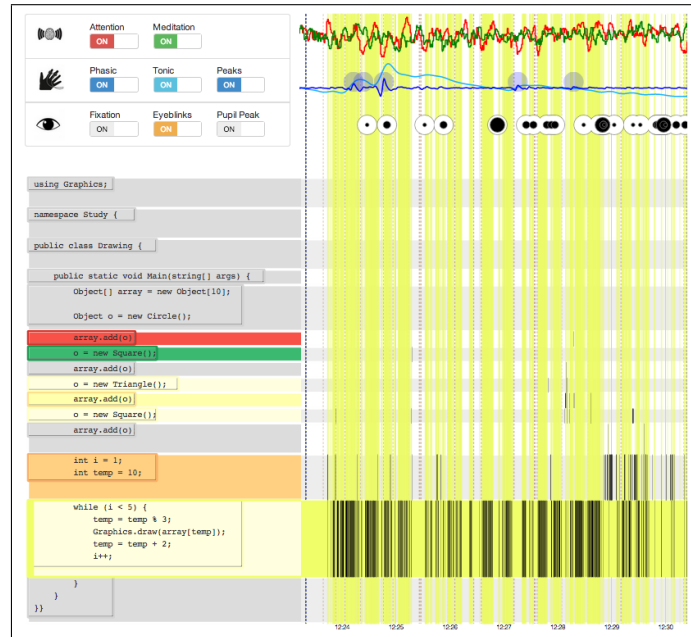 Attention Meditation
ON ON
Phasic Tonic Peaks
ON ON ON
Fixation Eyeblinks Pupil Peak
ON ON ON
using Graphics;
namespace Study {
public class Drawing {
public static void Main(string[] args) {
Object[] array = new Object[10];
Object o = new Circle();
array.add(o)
o = new Square();
array.add(o)
o = new Triangle();
array.add(o)
o = new Square();
array.add(o)
int i = 1;
int temp = 10;
while (i < 5) {
temp = temp % 3;
Graphics.draw(array[temp]);
temp = temp + 2;
i++;
}
}
}}
12:24 12:25 12:26 12:27 12:28 12:29 12:30